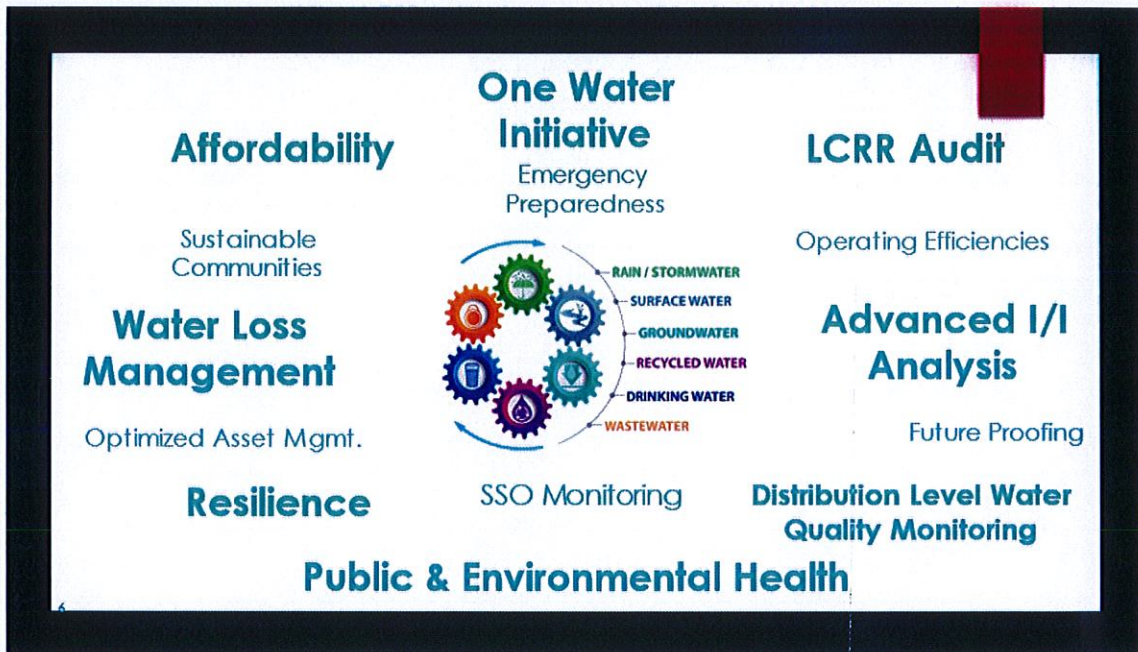 One Water
Initiative
Emergency
Preparedness
Affordability
LCRR Audit
Sustainable
Communities
Operating Efficiencies
RAIN / STORMWATER
SURFACE WATER
GROUNDWATER
RECYCLED WATER
DRINKING WATER
WASTEWATER
Water Loss
Management
Advanced I/I
Analysis
Optimized Asset Mgmt.
Future Proofing
Resilience
SSO Monitoring
Distribution Level Water
Quality Monitoring
Public & Environmental Health
6